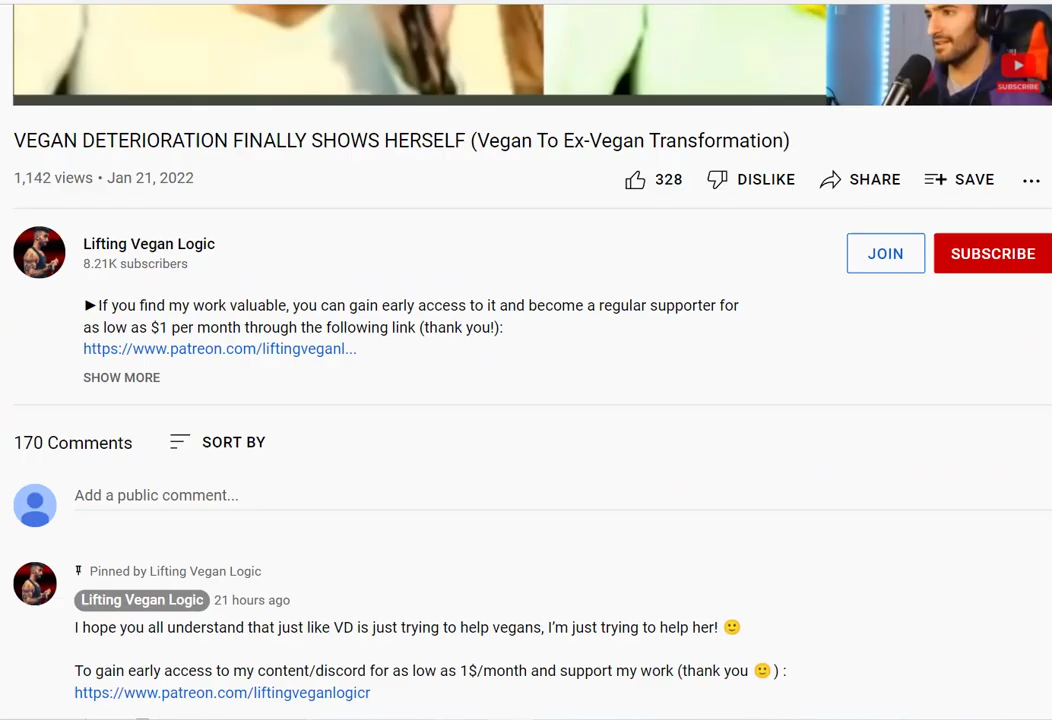 SUBSCRIBE
VEGAN DETERIORATION FINALLY SHOWS HERSELF (Vegan To Ex-Vegan Transformation)
1,142 views • Jan 21, 2022
328 DISLIKE SHARE SAVE
Lifting Vegan Logic
8.21K subscribers
JOIN SUBSCRIBE
►If you find my work valuable, you can gain early access to it and become a regular supporter for
as low as $1 per month through the following link (thank you!):
https://www.patreon.com/liftingveganl...
SHOW MORE
170 Comments SORT BY
Add a public comment...
Pinned by Lifting Vegan Logic
Lifting Vegan Logic 21 hours ago
I hope you all understand that just like VD is just trying to help vegans, I’m just trying to help her! 🙂
To gain early access to my content/discord for as low as 1$/month and support my work (thank you 🙂 ) :
https://www.patreon.com/liftingveganlogicr